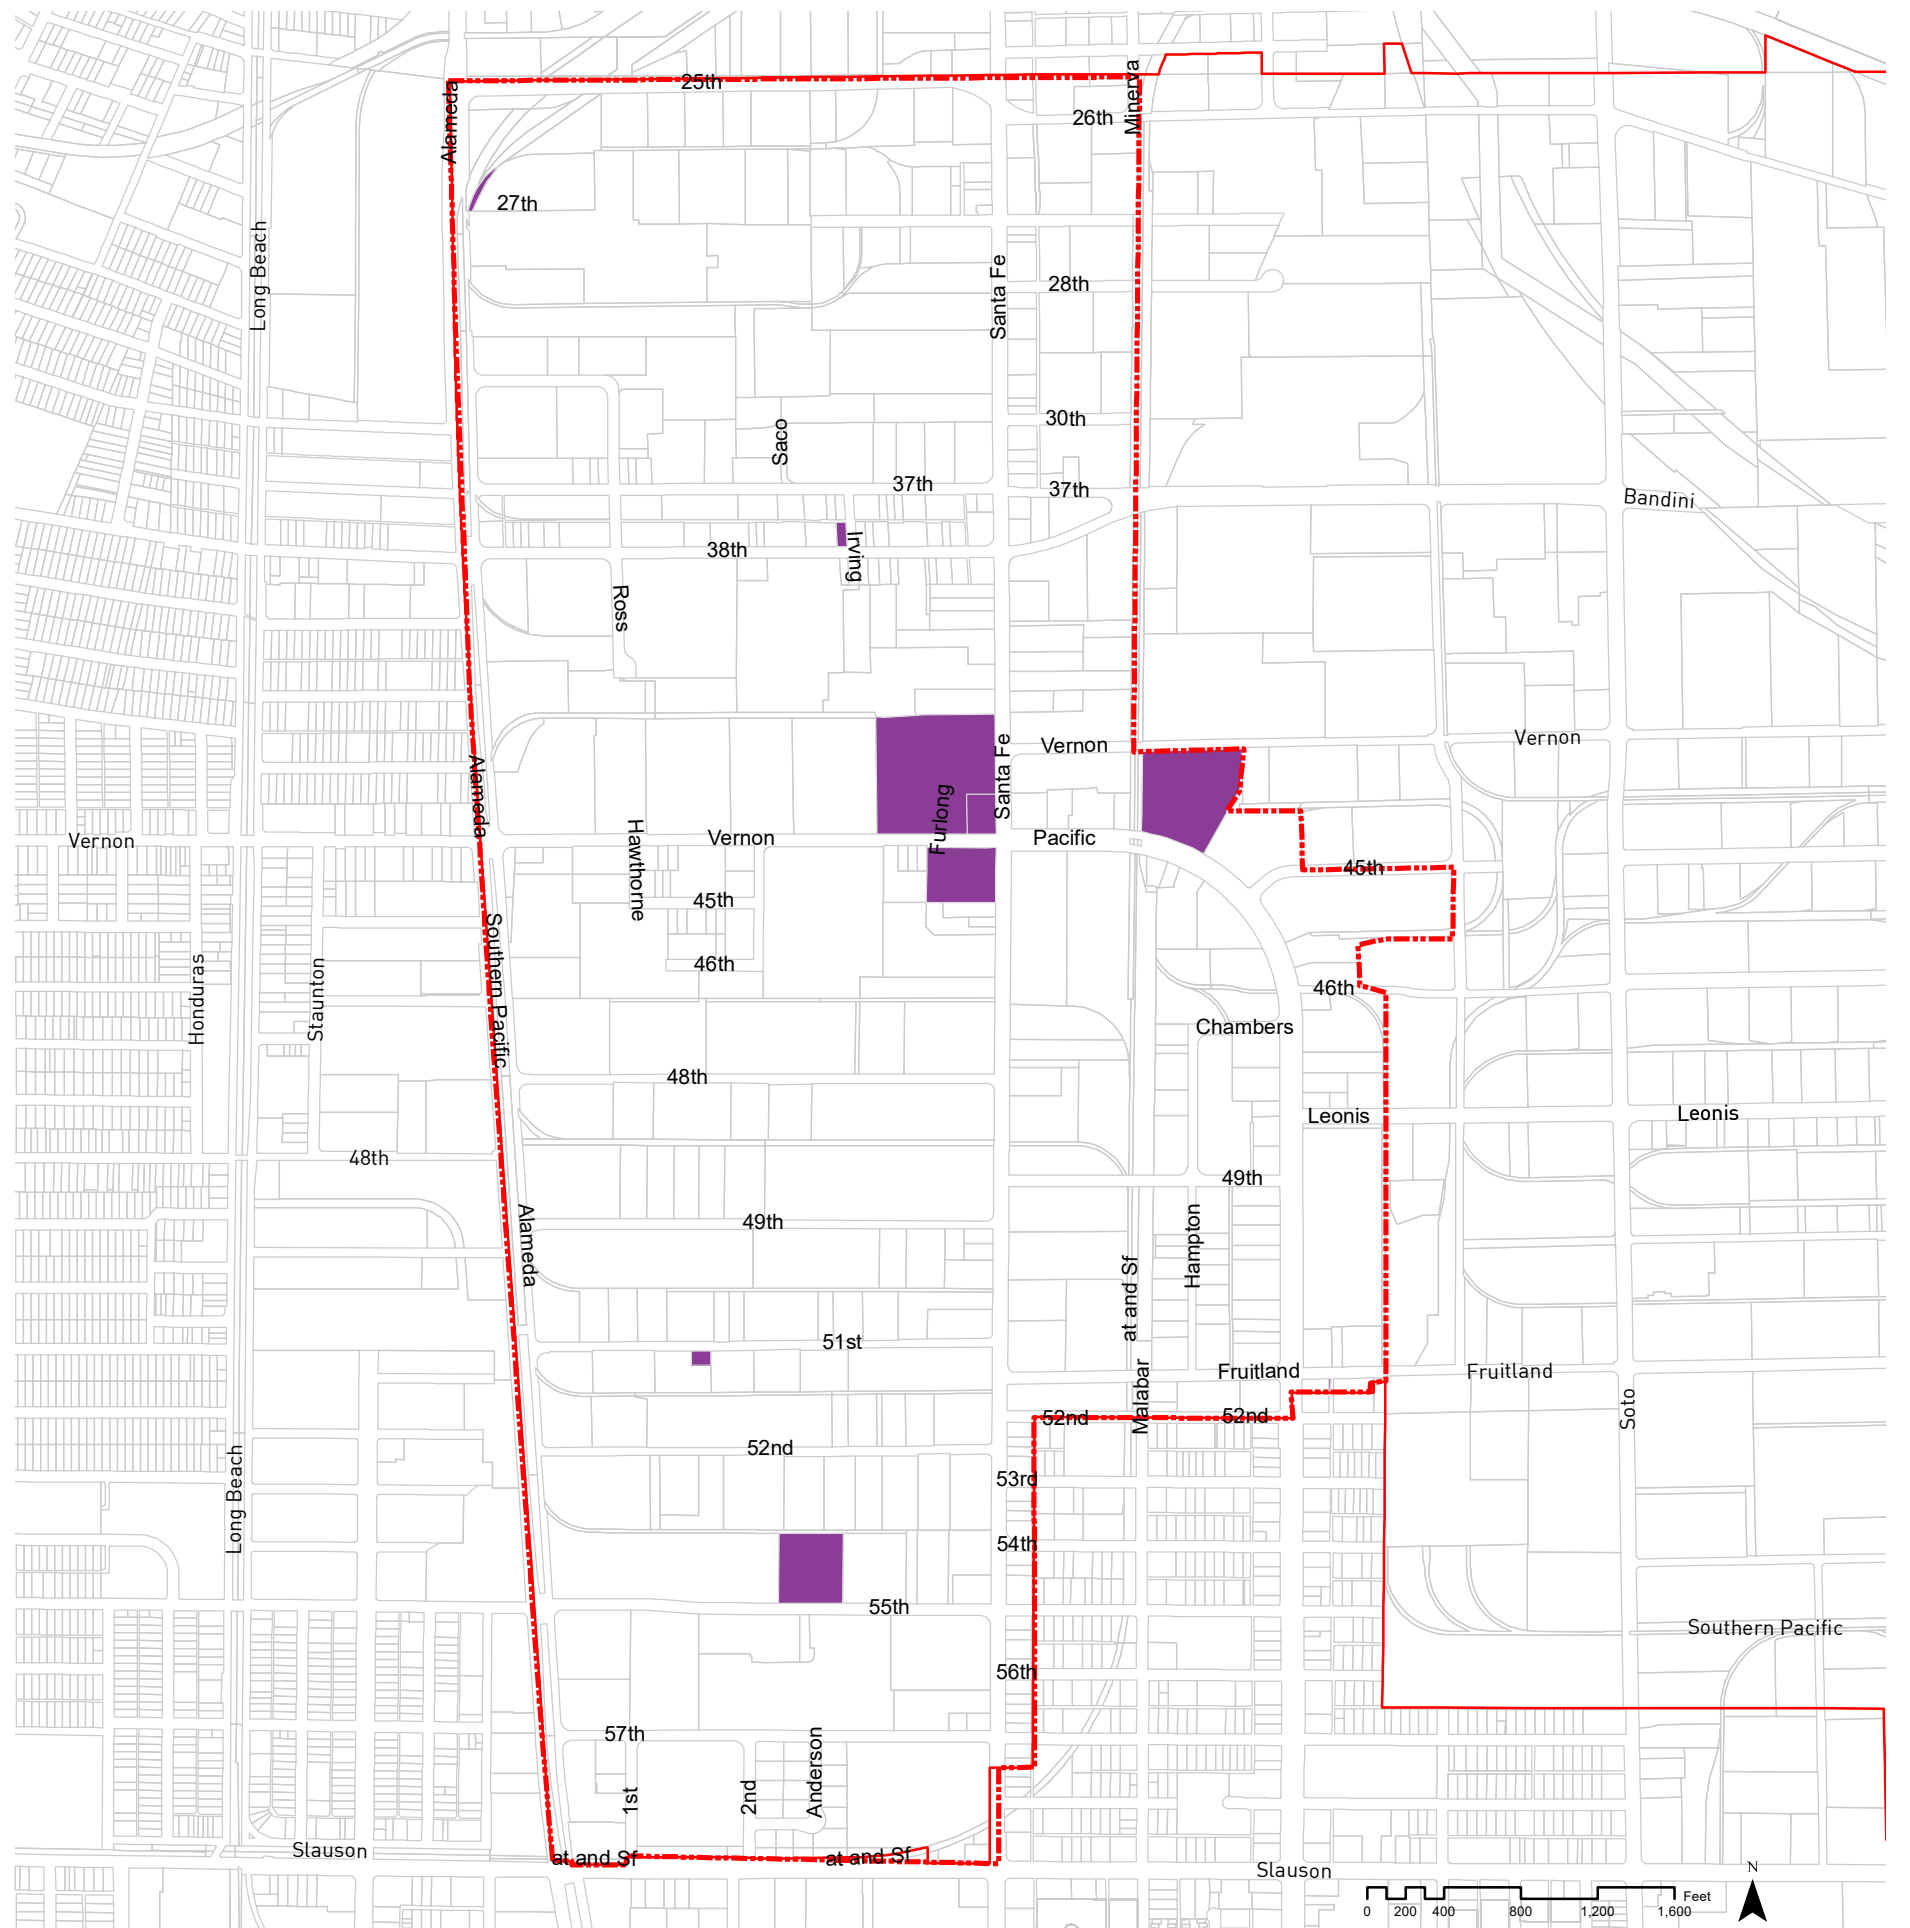 25th
Minerva
26th
Alameda
27th
Long Beach
Santa Fe
28th
30th
Saco
37th
37th
Bandini
38th
Irving
Ross
Santa Fe
Vernon
Vernon
Alameda
Furlong
Vernon
Hawthorne
Vernon
Pacific
45th
45th
Southern Pacific
46th
Honduras
Staunton
46th
Chambers
48th
Leonis
Leonis
48th
49th
49th
Alameda
Hampton
at and Sf
51st
Fruitland
Fruitland
Malabar
Soto
52nd
52nd
52nd
53rd
Long Beach
54th
55th
Southern Pacific
56th
57th
Anderson
1st
2nd
Slauson
at and Sf
at and Sf
Slauson
N
Feet
0 200 400 800 1,200 1,600